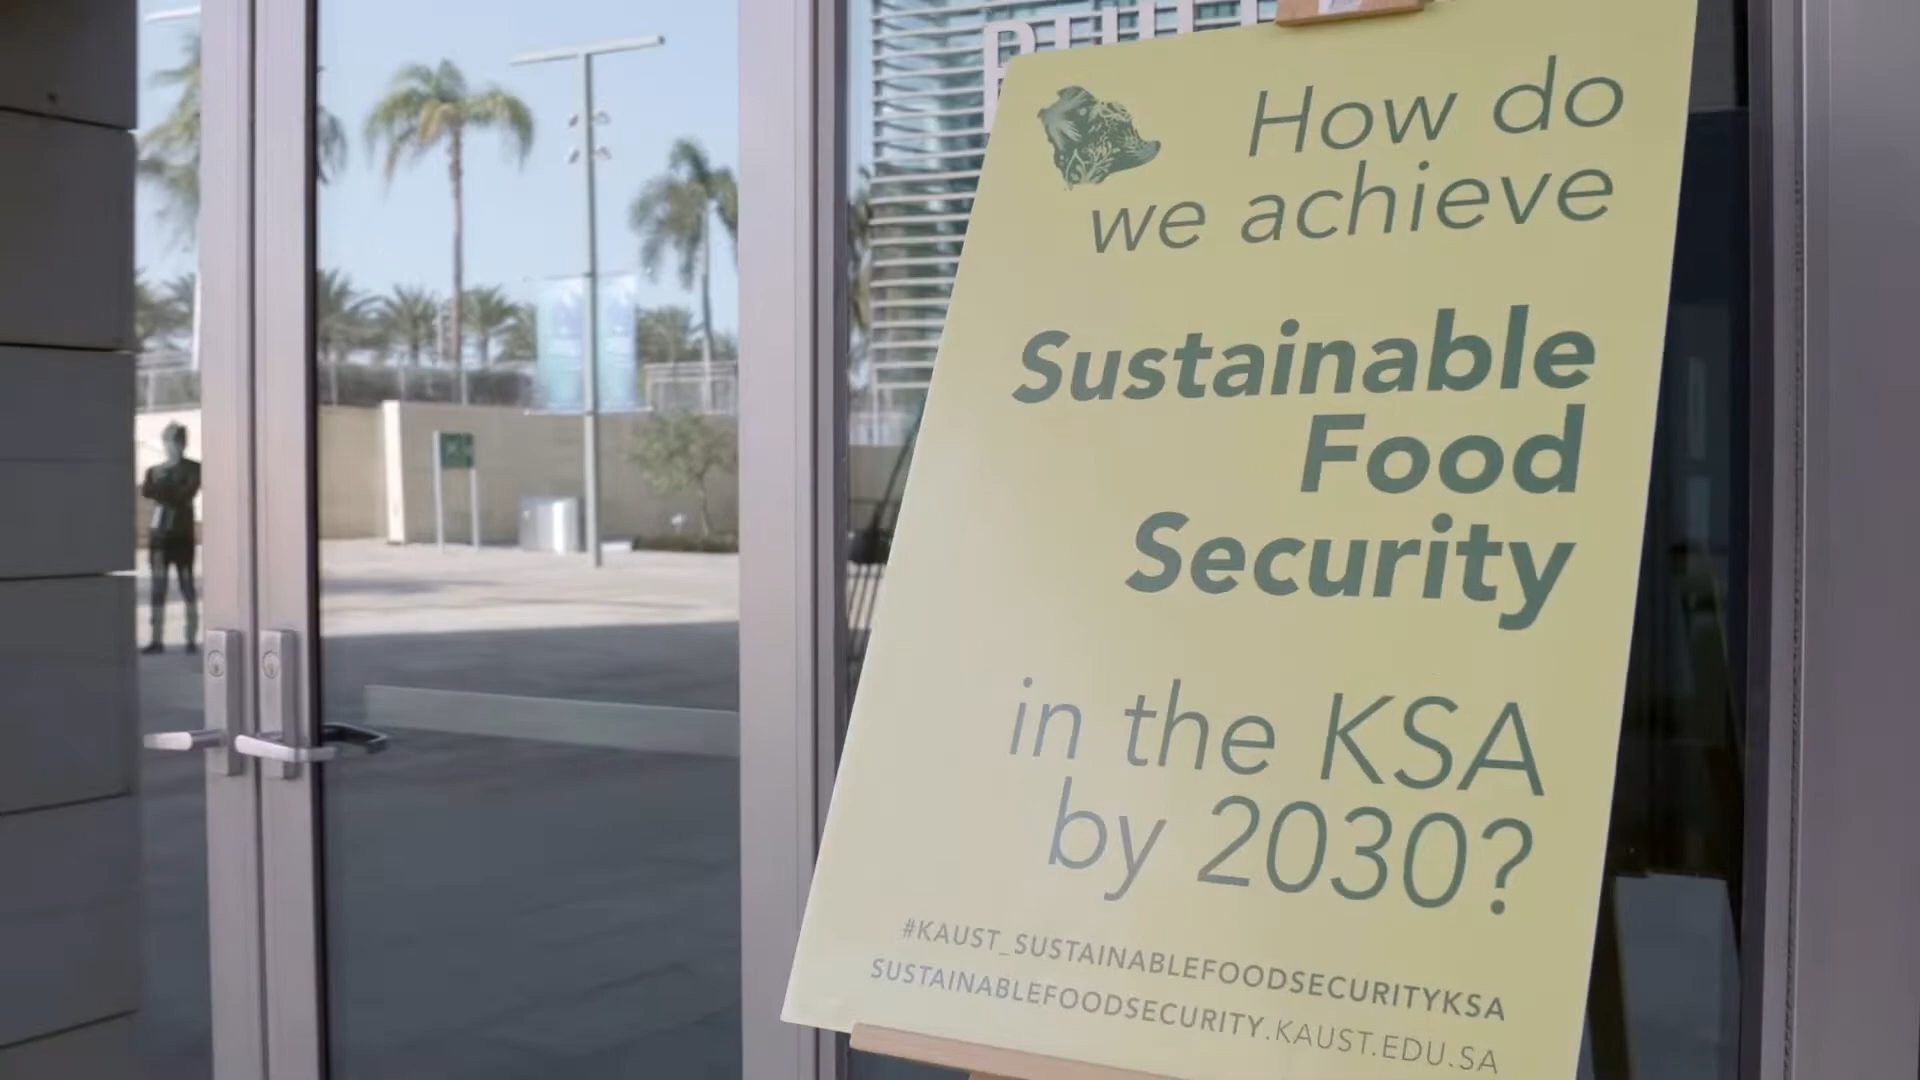 How do
we achieve
Sustainable
Food
Security
in the KSA
by 2030?
#KAUST_SUSTAINABLEFOODSECURITYKSA
SUSTAINABLEFOODSECURITY.KAUST.EDU.SA